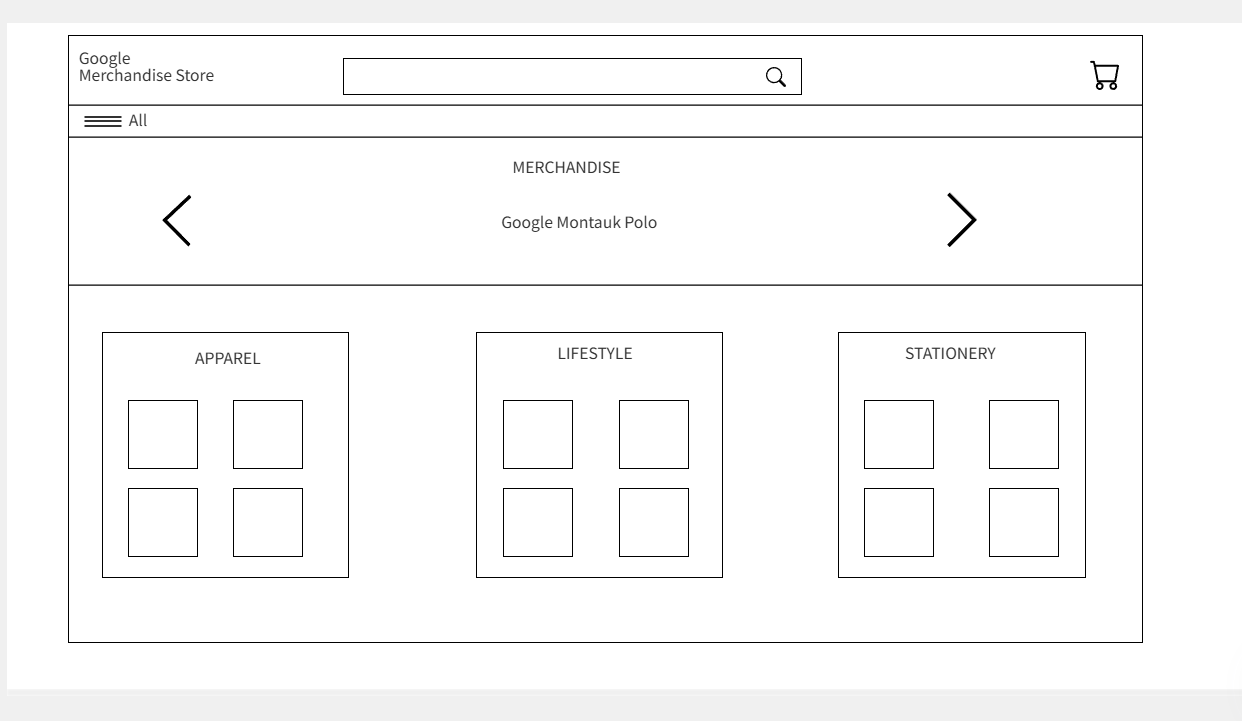 Google
Merchandise Store
All
MERCHANDISE
Google Montauk Polo
APPAREL
LIFESTYLE
STATIONERY